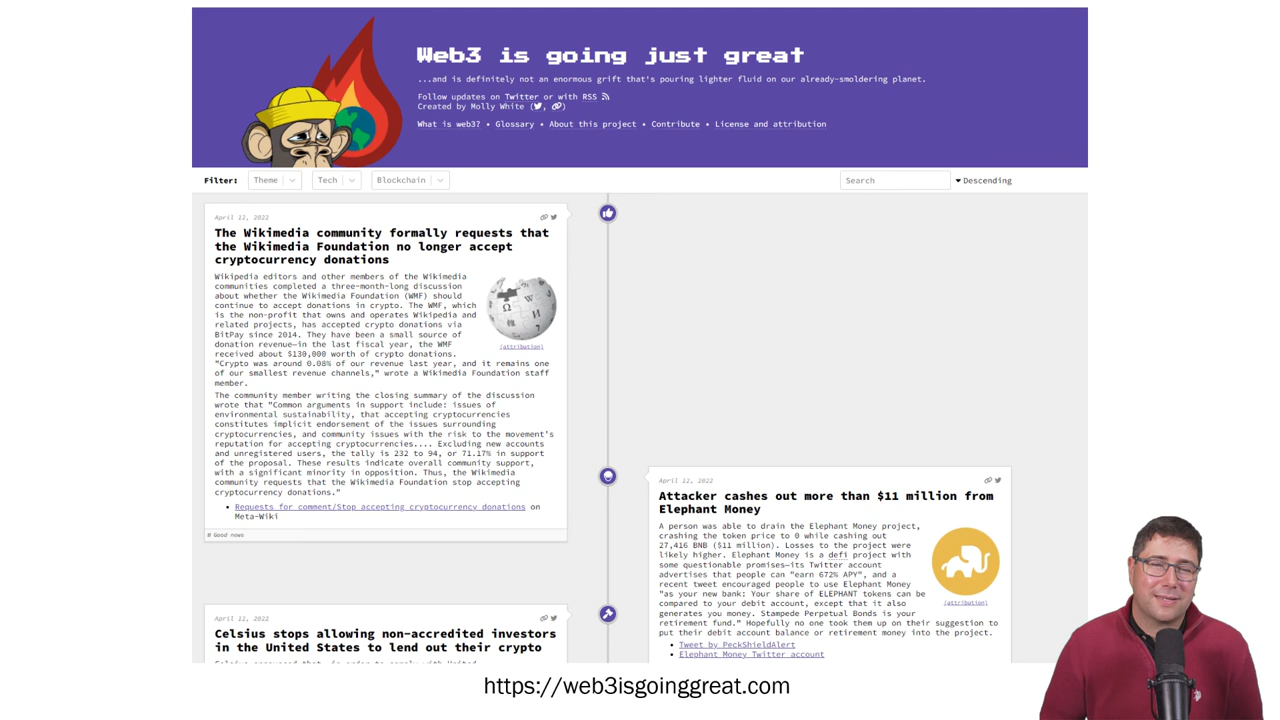 Web3 is going just great
...and is definitely not an enormous grift that's pouring lighter fluid on our already-smoldering planet.
Follow updates on Twitter or with RSS
Created by Molly White ( , )
What is web3? • Glossary • About this project • Contribute • License and attribution
Filter:
Theme
Tech
Blockchain
Search
Descending
April 12, 2022
The Wikimedia community formally requests that
the Wikimedia Foundation no longer accept
cryptocurrency donations
Wikipedia editors and other members of the Wikimedia
communities completed a three-month-long discussion
about whether the Wikimedia Foundation (WMF) should
continue to accept donations in crypto. The WMF, which
is the non-profit that owns and operates Wikipedia and
related projects, has accepted crypto donations via
BitPay since 2014. They have been a small source of
donation revenue—in the last fiscal year, the WMF
received about $130,000 worth of crypto donations.
"Crypto was around 0.08% of our revenue last year, and it remains one
of our smallest revenue channels," wrote a Wikimedia Foundation staff
member.
(attribution)
The community member writing the closing summary of the discussion
wrote that "Common arguments in support include: issues of
environmental sustainability, that accepting cryptocurrencies
constitutes implicit endorsement of the issues surrounding
cryptocurrencies, and community issues with the risk to the movement's
reputation for accepting cryptocurrencies.... Excluding new accounts
and unregistered users, the tally is 232 to 94, or 71.17% in support
of the proposal. These results indicate overall community support,
with a significant minority in opposition. Thus, the Wikimedia
community requests that the Wikimedia Foundation stop accepting
cryptocurrency donations."
• Requests for comment/Stop accepting cryptocurrency donations on
Meta-Wiki
# Good news
April 12, 2022
Attacker cashes out more than $11 million from
Elephant Money
A person was able to drain the Elephant Money project,
crashing the token price to 0 while cashing out
27,416 BNB ($11 million). Losses to the project were
likely higher. Elephant Money is a defi project with
some questionable promises—its Twitter account
advertises that people can "earn 672% APY", and a
recent tweet encouraged people to use Elephant Money
"as your new bank: Your share of ELEPHANT tokens can be
compared to your debit account, except that it also
generates you money. Stampede Perpetual Bonds is your
retirement fund." Hopefully no one took them up on their suggestion to
put their debit account balance or retirement money into the project.
(attribution)
• Tweet by PeckShieldAlert
• Elephant Money Twitter account
April 12, 2022
Celsius stops allowing non-accredited investors
in the United States to lend out their crypto
https://web3isgoinggreat.com